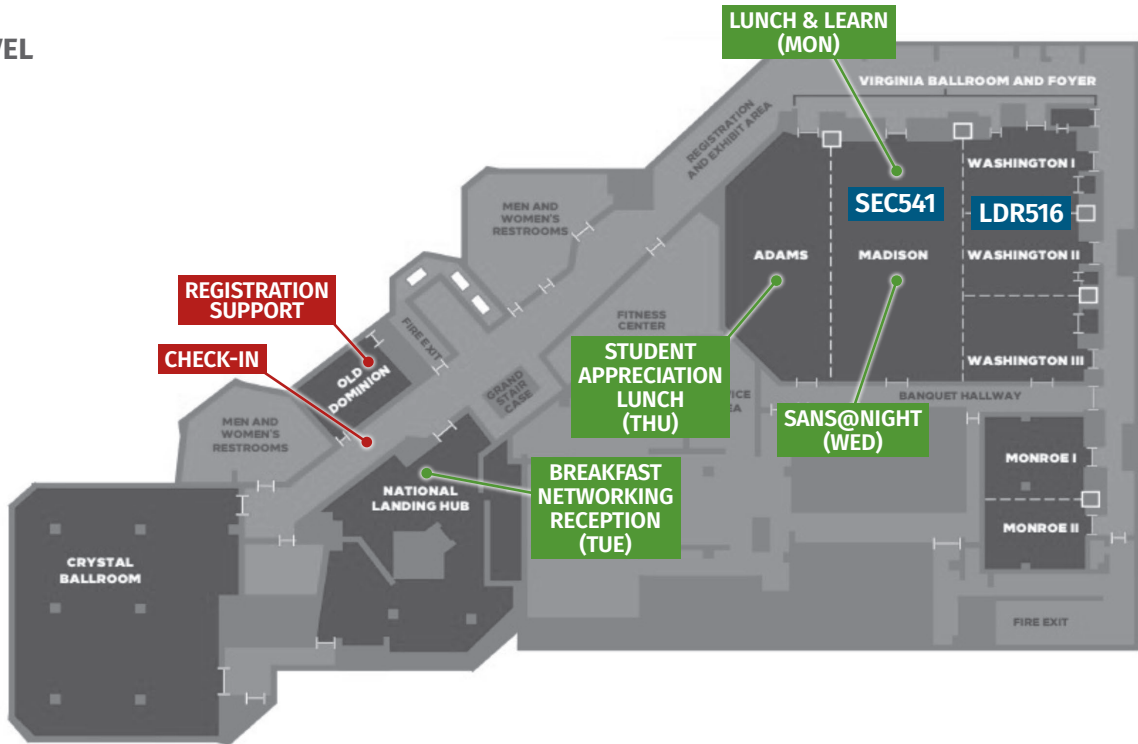 LUNCH & LEARN
(MON)
VIRGINIA BALLROOM AND FOYER
REGISTRATION
AND EXHIBIT AREA
WASHINGTON I
MEN AND
WOMEN'S
RESTROOMS
SEC541
LDR516
ADAMS
MADISON
WASHINGTON II
REGISTRATION
SUPPORT
FIRE EXIT
FITNESS
CENTER
CHECK-IN
OLD
DOMINION
GRAND
STAIR
CASE
STUDENT
APPRECIATION
LUNCH
(THU)
WASHINGTON III
BANQUET HALLWAY
MEN AND
WOMEN'S
RESTROOMS
SANS@NIGHT
(WED)
MONROE I
NATIONAL
LANDING HUB
BREAKFAST
NETWORKING
RECEPTION
(TUE)
MONROE II
CRYSTAL
BALLROOM
FIRE EXIT